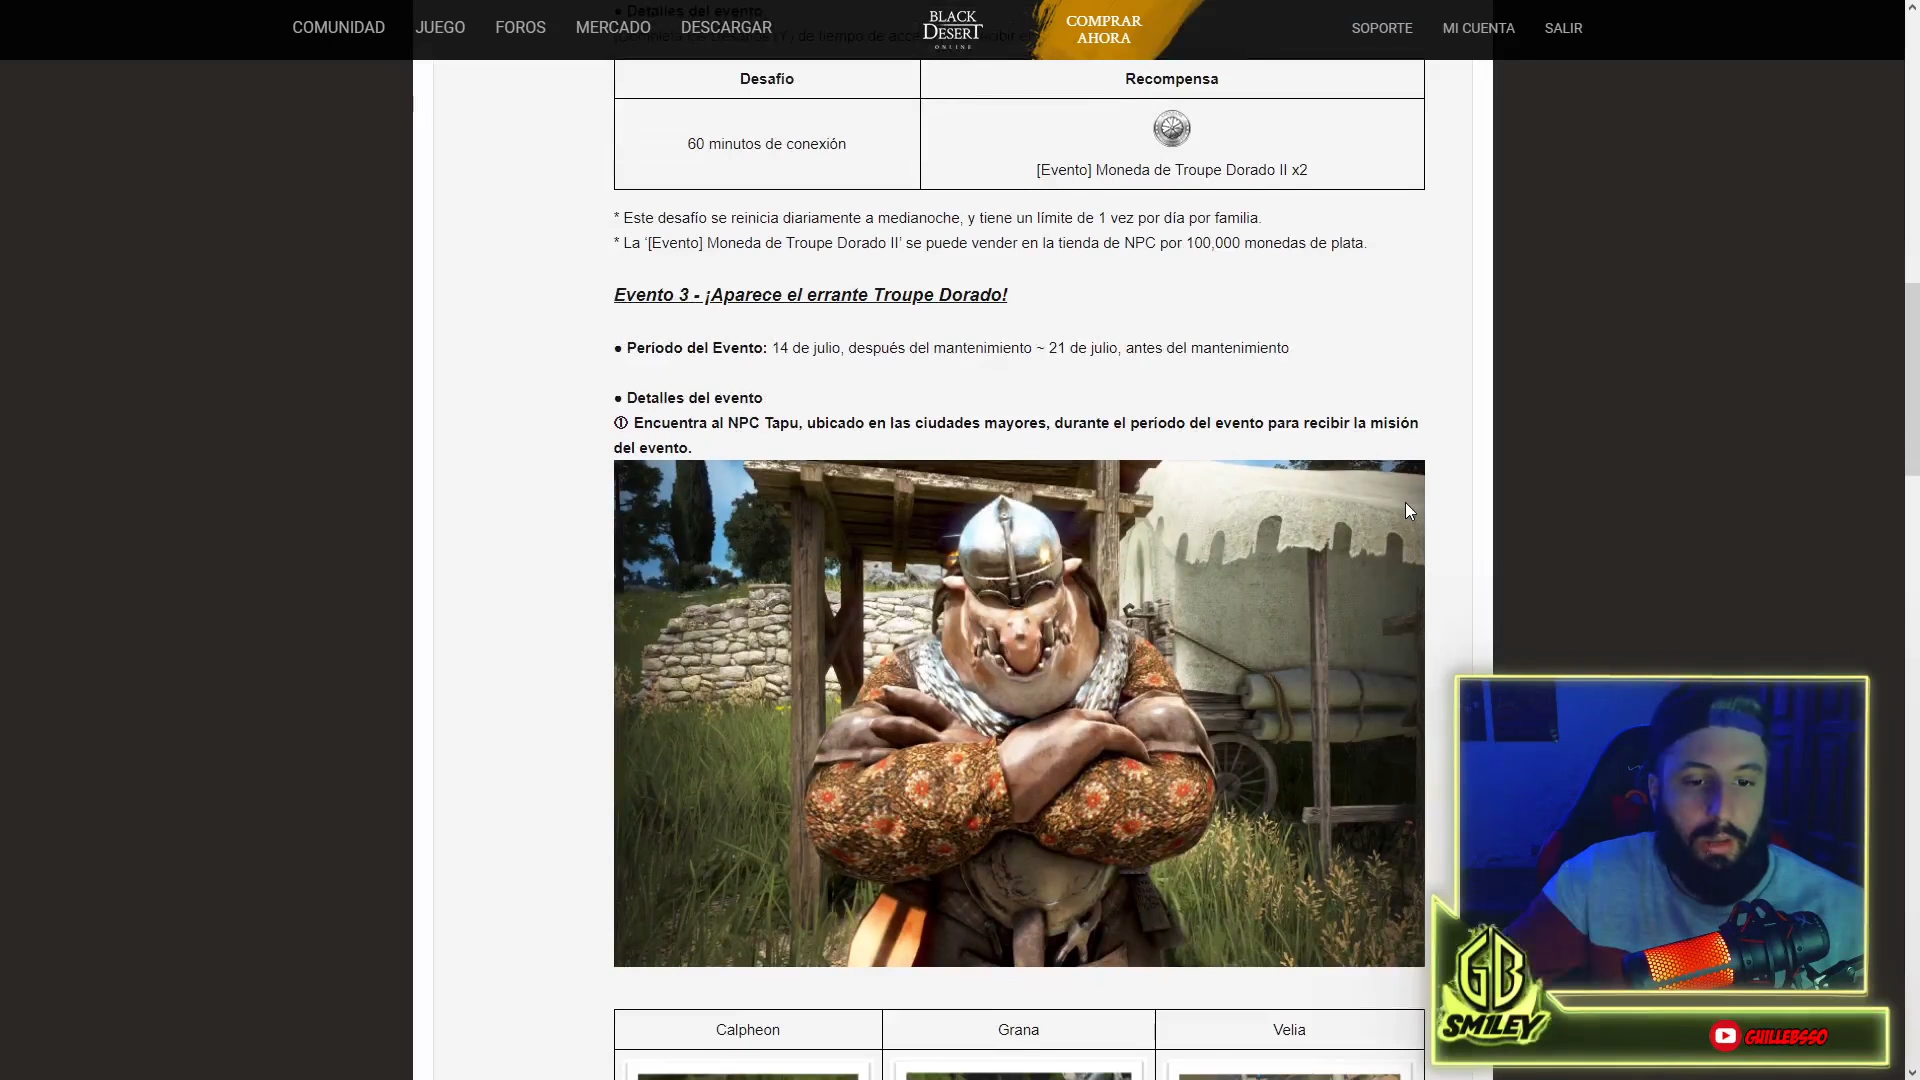 COMUNIDAD JUEGO FOROS MERCADO DESCARGAR
BLACK
DESERT
ONLINE
COMPRAR
AHORA
SOPORTE MI CUENTA SALIR
● Detalles del evento
Desafío Recompensa
60 minutos de conexión
[Evento] Moneda de Troupe Dorado II x2
* Este desafío se reinicia diariamente a medianoche, y tiene un límite de 1 vez por día por familia.
* La ‘[Evento] Moneda de Troupe Dorado II’ se puede vender en la tienda de NPC por 100,000 monedas de plata.
Evento 3 - ¡Aparece el errante Troupe Dorado!
● Período del Evento: 14 de julio, después del mantenimiento ~ 21 de julio, antes del mantenimiento
● Detalles del evento
① Encuentra al NPC Tapu, ubicado en las ciudades mayores, durante el período del evento para recibir la misión
del evento.
Calpheon Grana Velia
GB
SMILEY
GUILLEBSSO